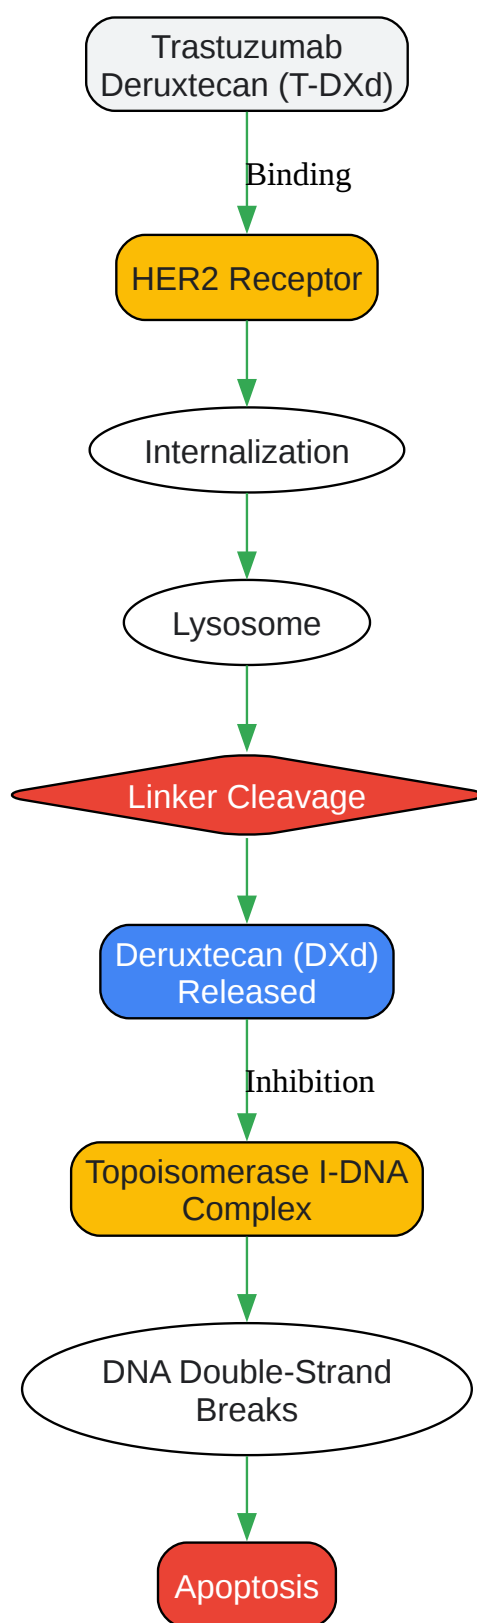 Trastuzumab
Deruxtecan (T-DXd)
Binding
HER2 Receptor
Internalization
Lysosome
Linker Cleavage
Deruxtecan (DXd)
Released
Inhibition
Topoisomerase I-DNA
Complex
DNA Double-Strand
Breaks
Apoptosis